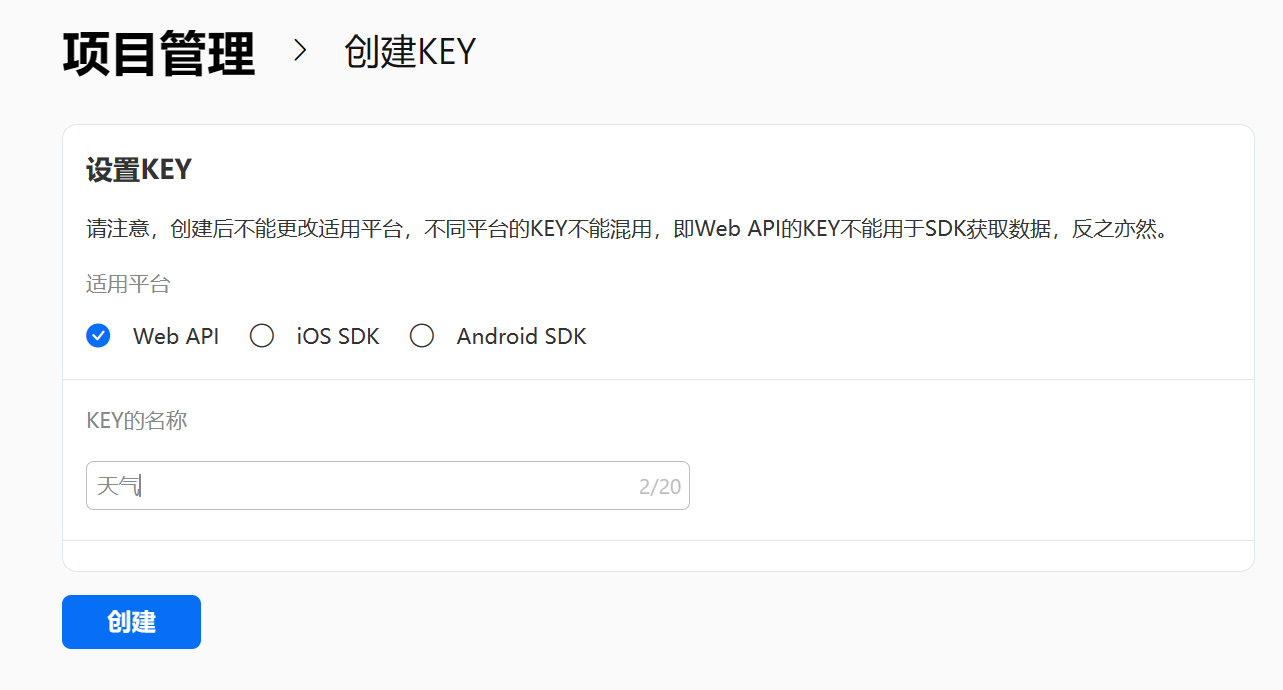 项目管理 > 创建KEY
设置KEY
请注意，创建后不能更改适用平台，不同平台的KEY不能混用，即Web API的KEY不能用于SDK获取数据，反之亦然。
适用平台
Web API iOS SDK Android SDK
KEY的名称
天气 2/20
创建